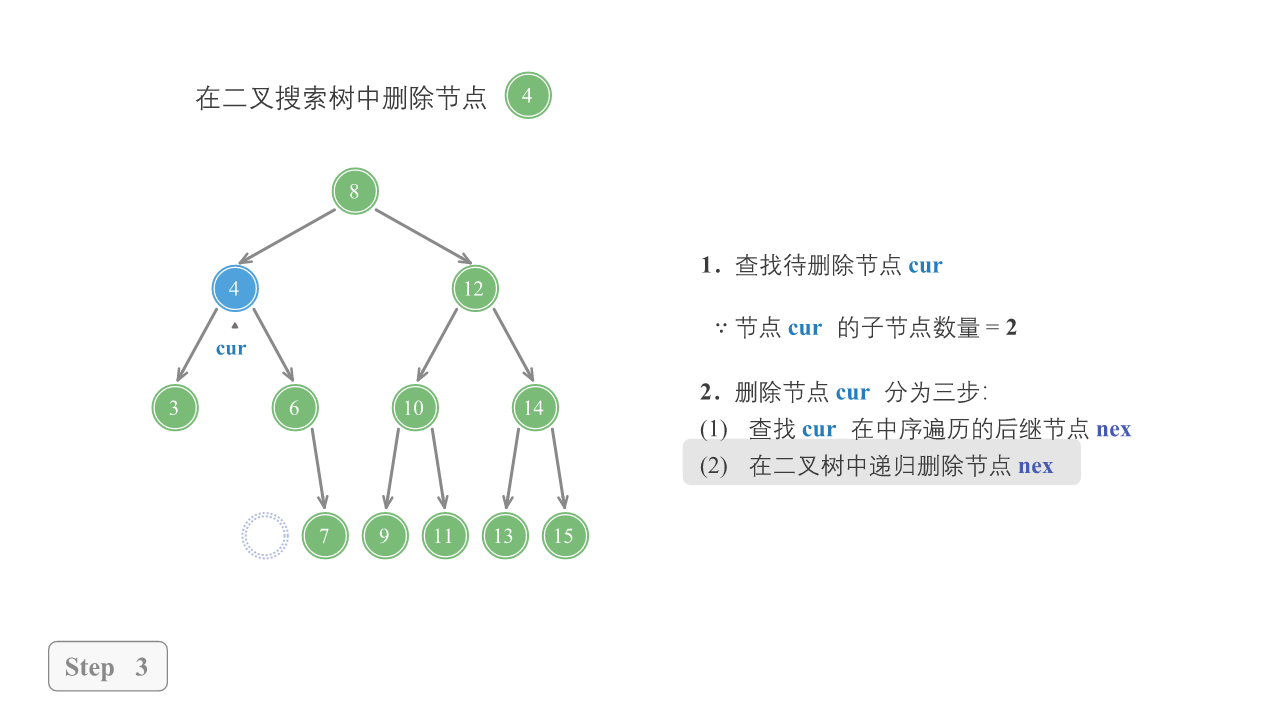 在二叉搜索树中删除节点 4
8
4 12
cur
3 6 10 14
7 9 11 13 15
1. 查找待删除节点 cur
∵ 节点 cur 的子节点数量 = 2
2. 删除节点 cur 分为三步:
(1) 查找 cur 在中序遍历的后继节点 nex
(2) 在二叉树中递归删除节点 nex
Step 3